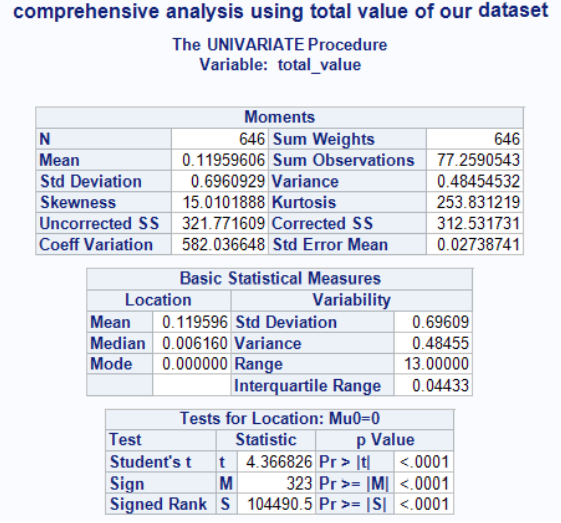 comprehensive analysis using total value of our dataset
The UNIVARIATE Procedure
Variable: total_value
Moments
N 646 Sum Weights 646
Mean 0.11959606 Sum Observations 77.2590543
Std Deviation 0.6960929 Variance 0.48454532
Skewness 15.0101888 Kurtosis 253.831219
Uncorrected SS 321.771609 Corrected SS 312.531731
Coeff Variation 582.036648 Std Error Mean 0.02738741
Basic Statistical Measures
Location Variability
Mean 0.119596 Std Deviation 0.69609
Median 0.006160 Variance 0.48455
Mode 0.000000 Range 13.00000
Interquartile Range 0.04433
Tests for Location: Mu0=0
Test Statistic p Value
Student's t t 4.366826 Pr > |t| <.0001
Sign M 323 Pr >= |M| <.0001
Signed Rank S 104490.5 Pr >= |S| <.0001